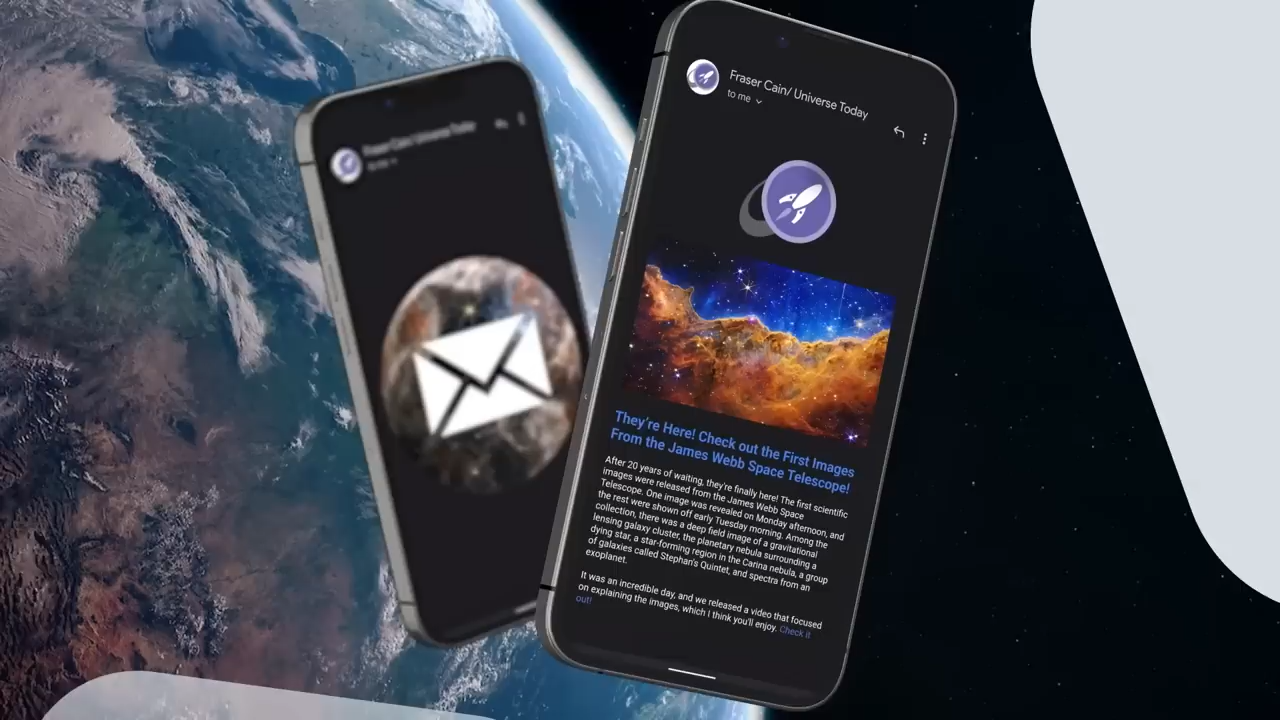 Fraser Cain/ Universe Today
to me
Fraser Cain/ Universe Today
to me
They're Here! Check out the First Images
From the James Webb Space Telescope!
After 20 years of waiting, they're finally here! The first scientific
images were released from the James Webb Space
Telescope. One image was revealed on Monday afternoon, and
the rest were shown off early Tuesday morning. Among the
collection, there was a deep field image of a gravitational
lensing galaxy cluster, the planetary nebula surrounding a
dying star, a star-forming region in the Carina nebula, a group
of galaxies called Stephan's Quintet, and spectra from an
exoplanet.
It was an incredible day, and we released a video that focused
on explaining the images, which I think you'll enjoy. Check it
out!